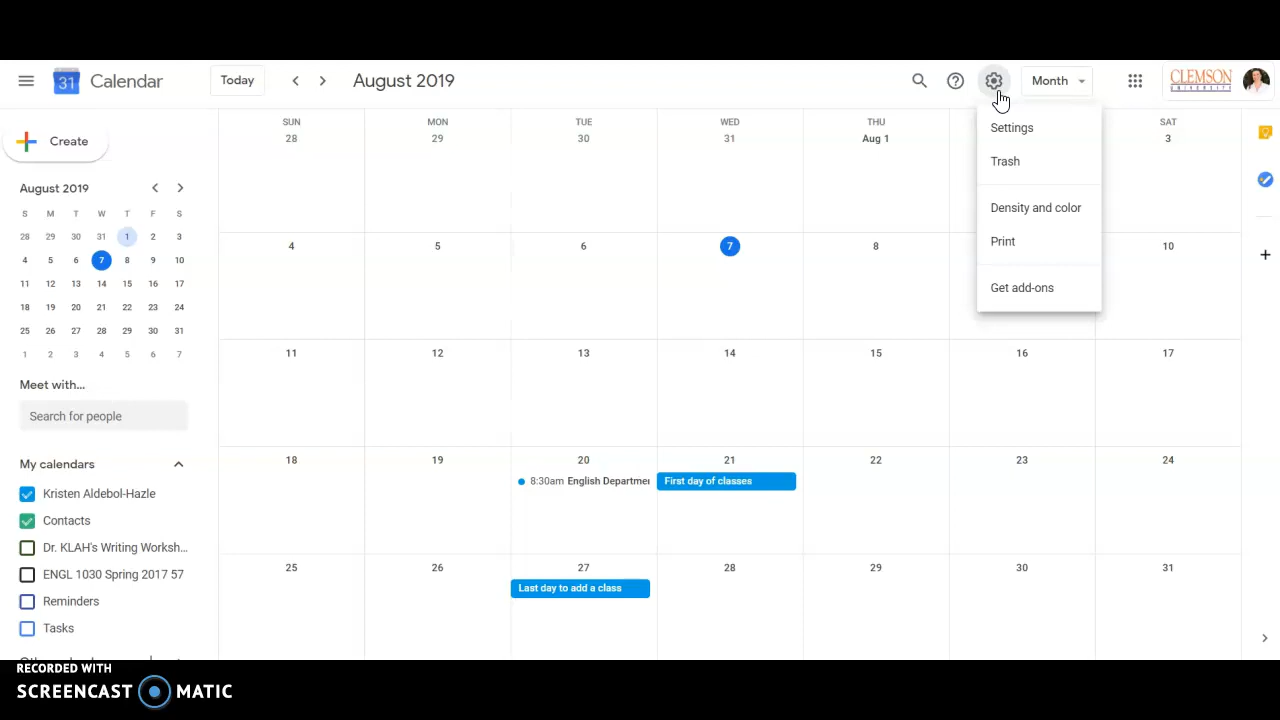 31 Calendar Today August 2019 Month CLEMSON
UNIVERSITY
Create
SUN MON TUE WED THU SAT
28 29 30 31 Aug 1 3
Settings
Trash
Density and color
Print
Get add-ons
August 2019
S M T W T F S
28 29 30 31 1 2 3
4 5 6 7 8 9 10
11 12 13 14 15 16 17
18 19 20 21 22 23 24
25 26 27 28 29 30 31
1 2 3 4 5 6 7
4 5 6 7 8 10
11 12 13 14 15 16 17
18 19 20 21 22 23 24
8:30am English Departmer First day of classes
25 26 27 28 29 30 31
Last day to add a class
Meet with...
Search for people
My calendars
Kristen Aldebol-Hazle
Contacts
Dr. KLAH's Writing Worksh...
ENGL 1030 Spring 2017 57
Reminders
Tasks
RECORDED WITH
SCREENCAST MATIC